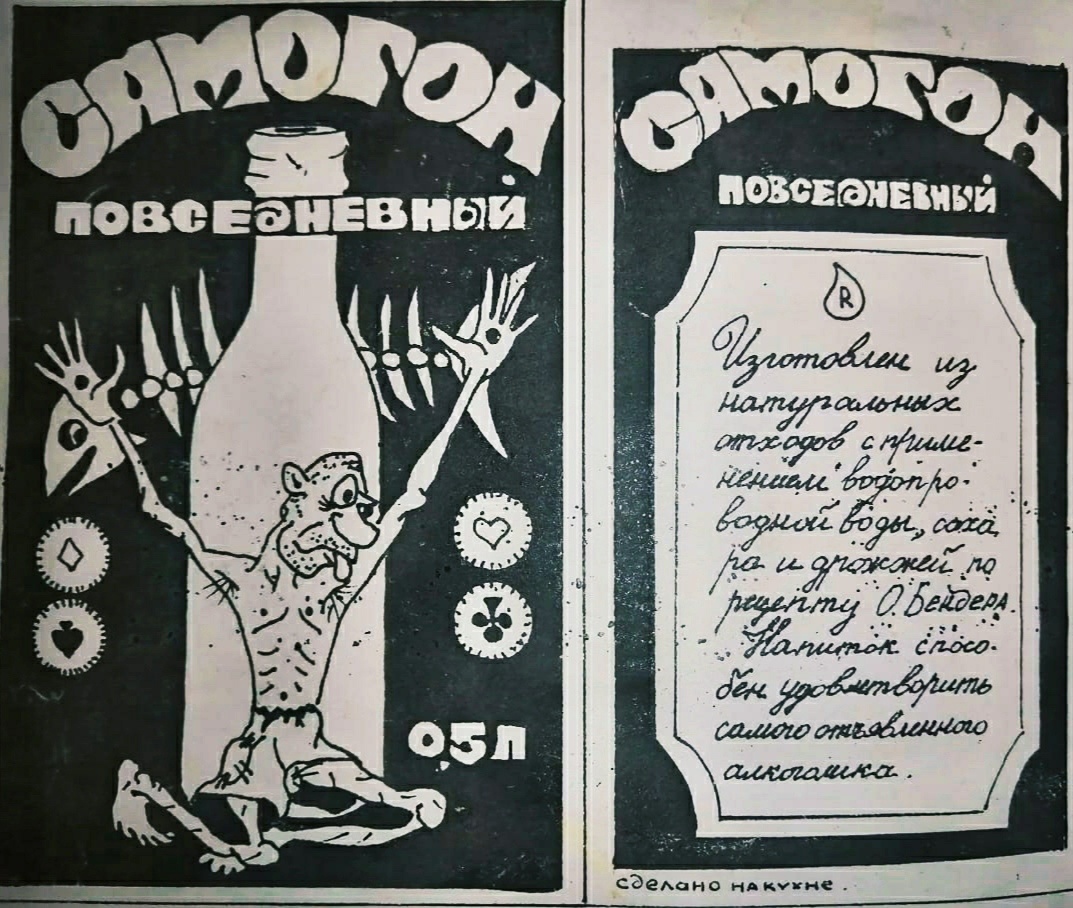 САМОГОН
ПОВСЕДНЕВНЫЙ
0,5 Л
САМОГОН
ПОВСЕДНЕВНЫЙ
R
Изготовлен из
натуральных
отходов с приме-
нением водопро-
водной воды, саха
ра и дрожжей по
рецепту О. Бендера.
Напиток спосо-
бен удовлетворить
самого отъявленного
алкоголика.
сделано на кухне.